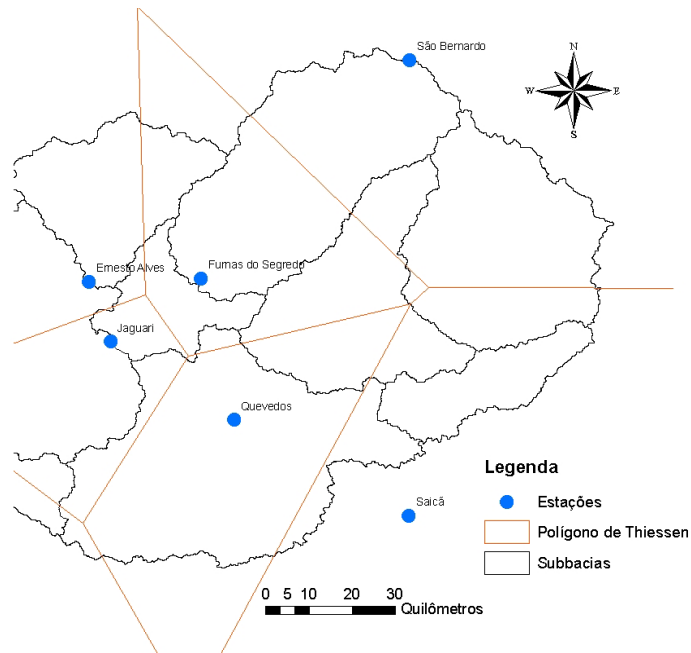 São Bernardo
N
W E
S
Ernesto Alves
Furnas do Segredo
Jaguari
Quevedos
Saicã
Legenda
Estações
Polígono de Thiessen
Subbacias
0 5 10 20 30
Quilômetros